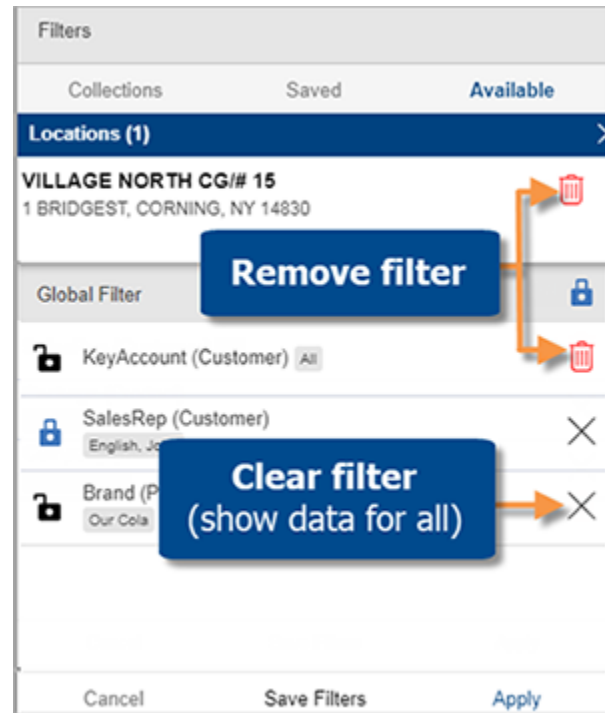 Filters
Collections Saved Available
Locations (1)
VILLAGE NORTH CG/# 15
1 BRIDGEST, CORNING, NY 14830
Remove filter
Global Filter
KeyAccount (Customer) All
SalesRep (Customer)
English,
Clear filter
(show data for all)
Brand
Our Cola
Cancel Save Filters Apply